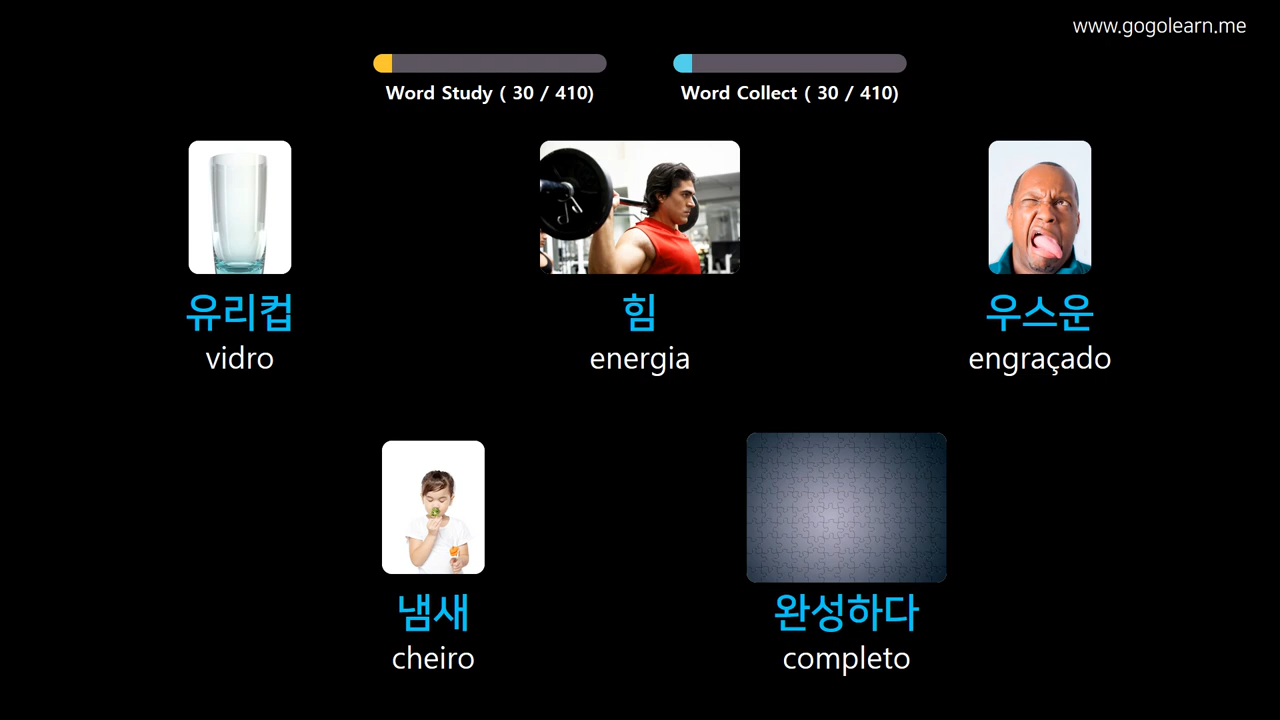 www.gogolearn.me
Word Study ( 30 / 410)
Word Collect ( 30 / 410)
유리컵
vidro
힘
energia
우스운
engraçado
냄새
cheiro
완성하다
completo